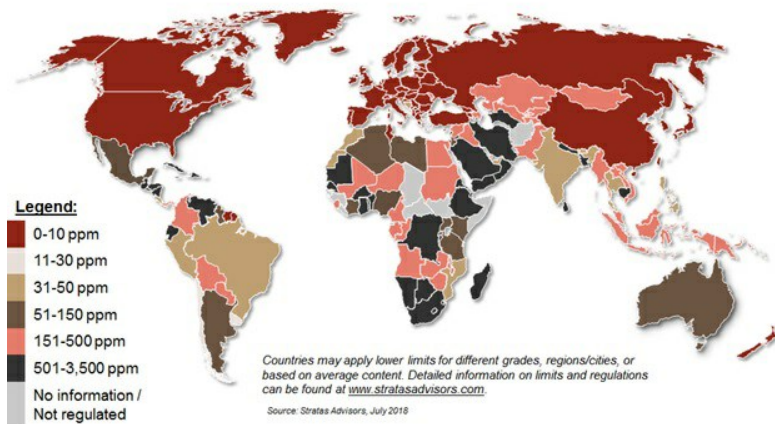 Legend:
0-10 ppm
11-30 ppm
31-50 ppm
51-150 ppm
151-500 ppm
501-3,500 ppm
No information /
Not regulated
Countries may apply lower limits for different grades, regions/cities, or
based on average content. Detailed information on limits and regulations
can be found at www.stratasadvisors.com.
Source: Stratas Advisors, July 2018